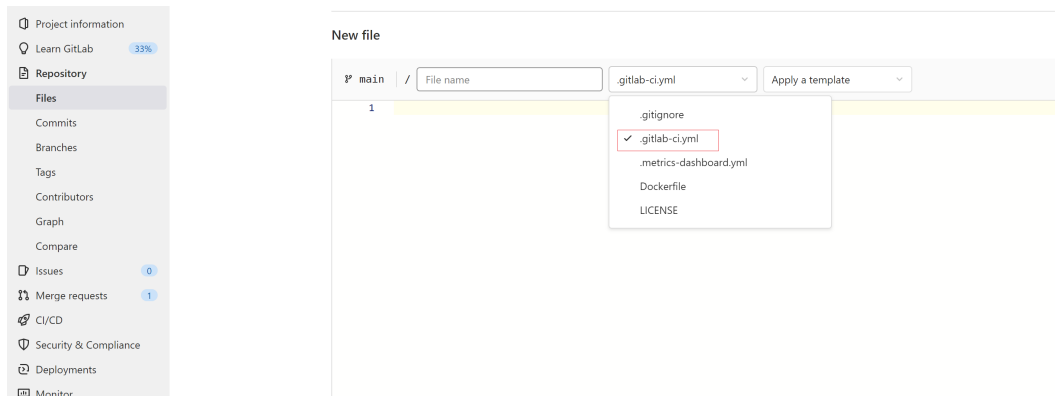 Project information
Learn GitLab 33%
Repository
Files
Commits
Branches
Tags
Contributors
Graph
Compare
Issues 0
Merge requests 1
CI/CD
Security & Compliance
Deployments
Monitor
New file
main / File name .gitlab-ci.yml Apply a template
1
.gitignore
.gitlab-ci.yml
.metrics-dashboard.yml
Dockerfile
LICENSE